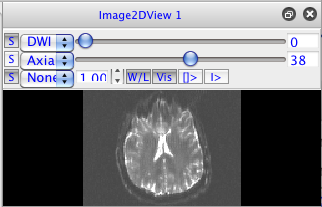 Image2DView 1
S DWI 0
S Axia 38
S None 1.00 W/L Vis []> I>